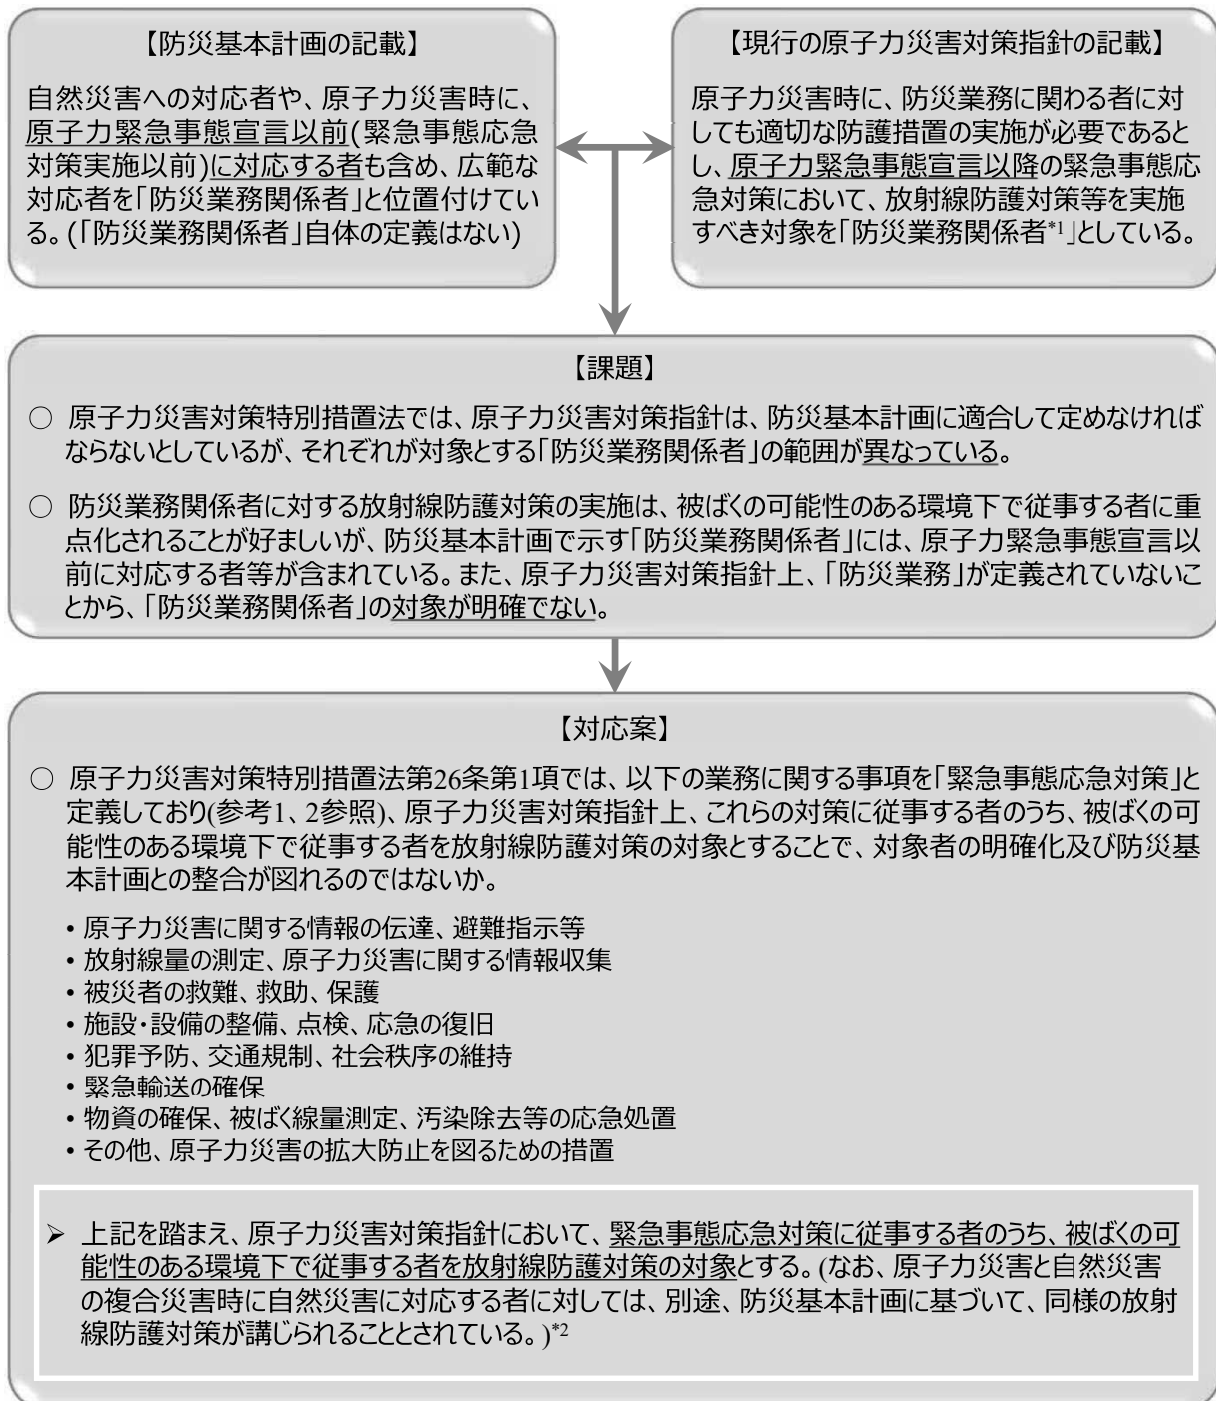 【防災基本計画の記載】
自然災害への対応者や、原子力災害時に、
原子力緊急事態宣言以前(緊急事態応急
対策実施以前)に対応する者も含め、広範な
対応者を「防災業務関係者」と位置付けてい
る。(「防災業務関係者」自体の定義はない)
【現行の原子力災害対策指針の記載】
原子力災害時に、防災業務に関わる者に対
しても適切な防護措置の実施が必要であると
し、原子力緊急事態宣言以降の緊急事態応
急対策において、放射線防護対策等を実施
すべき対象を「防災業務関係者*1」としている。
【課題】
○ 原子力災害対策特別措置法では、原子力災害対策指針は、防災基本計画に適合して定めなければ
ならないとしているが、それぞれが対象とする「防災業務関係者」の範囲が異なっている。
○ 防災業務関係者に対する放射線防護対策の実施は、被ばくの可能性のある環境下で従事する者に重
点化されることが好ましいが、防災基本計画で示す「防災業務関係者」には、原子力緊急事態宣言以
前に対応する者等が含まれている。また、原子力災害対策指針上、「防災業務」が定義されていないこ
とから、「防災業務関係者」の対象が明確でない。
【対応案】
○ 原子力災害対策特別措置法第26条第1項では、以下の業務に関する事項を「緊急事態応急対策」と
定義しており(参考1、2参照)、原子力災害対策指針上、これらの対策に従事する者のうち、被ばくの可
能性のある環境下で従事する者を放射線防護対策の対象とすることで、対象者の明確化及び防災基
本計画との整合が図れるのではないか。
• 原子力災害に関する情報の伝達、避難指示等
• 放射線量の測定、原子力災害に関する情報収集
• 被災者の救難、救助、保護
• 施設・設備の整備、点検、応急の復旧
• 犯罪予防、交通規制、社会秩序の維持
• 緊急輸送の確保
• 物資の確保、被ばく線量測定、汚染除去等の応急処置
• その他、原子力災害の拡大防止を図るための措置
➢ 上記を踏まえ、原子力災害対策指針において、緊急事態応急対策に従事する者のうち、被ばくの可
能性のある環境下で従事する者を放射線防護対策の対象とする。(なお、原子力災害と自然災害
の複合災害時に自然災害に対応する者に対しては、別途、防災基本計画に基づいて、同様の放射
線防護対策が講じられることとされている。)*2